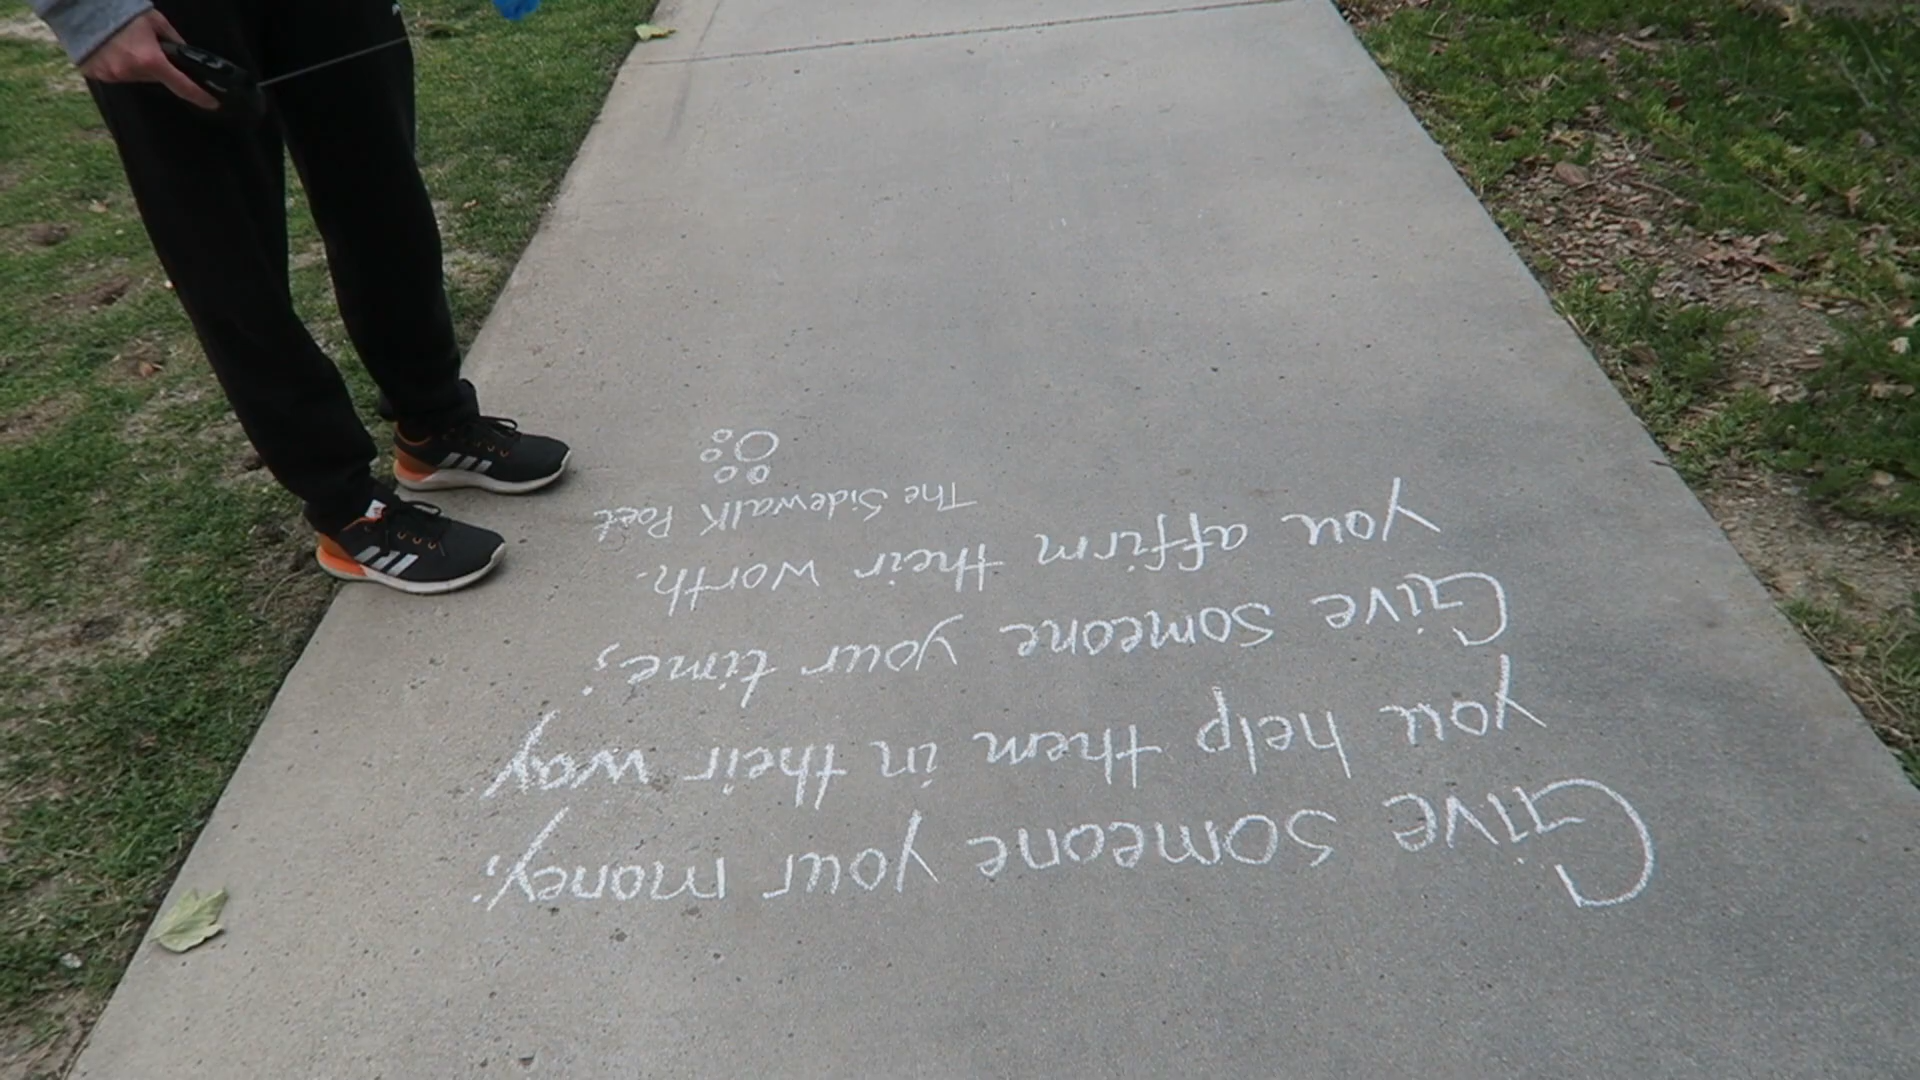 Give someone your money;
you help them in their way
Give someone your time;
you affirm their worth.
The Sidewalk Poet